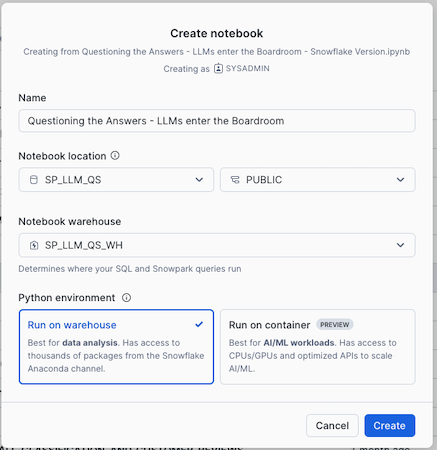 Create notebook
Creating from Questioning the Answers - LLMs enter the Boardroom - Snowflake Version.ipynb
Creating as SYSADMIN
Name
Questioning the Answers - LLMs enter the Boardroom
Notebook location
SP_LLM_QS PUBLIC
Notebook warehouse
SP_LLM_QS_WH
Determines where your SQL and Snowpark queries run
Python environment
Run on warehouse
Best for data analysis. Has access to
thousands of packages from the Snowflake
Anaconda channel.
Run on container PREVIEW
Best for AI/ML workloads. Has access to
CPUs/GPUs and optimized APIs to scale
AI/ML.
Cancel Create